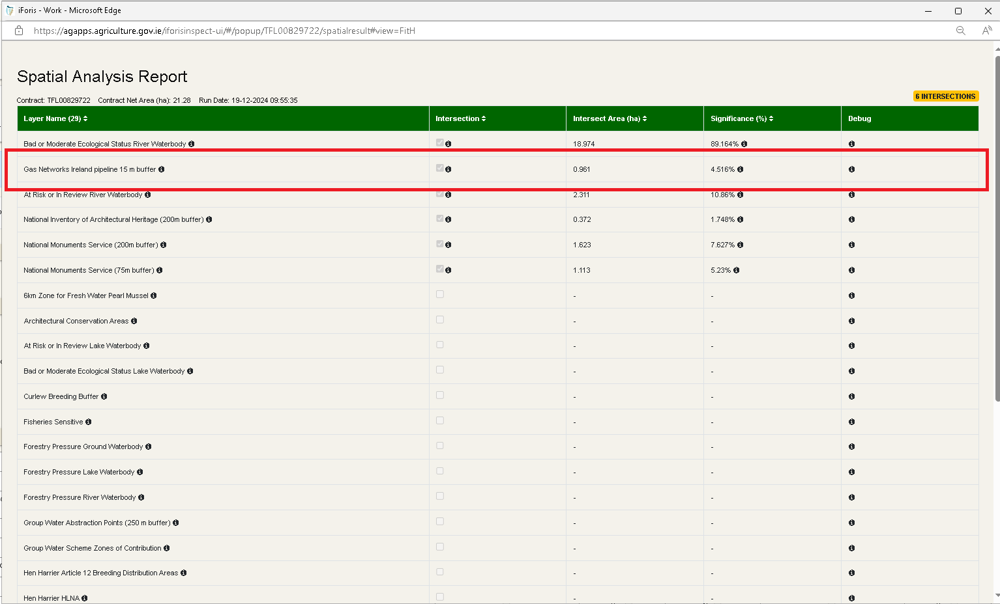 iForis - Work - Microsoft Edge
https://agapps.agriculture.gov.ie/iforisinspect-ui/#/popup/TFL00829722/spatialresult#view=FitH
Spatial Analysis Report
Contract: TFL00829722 Contract Net Area (ha): 21.28 Run Date: 19-12-2024 09:55:35
6 INTERSECTIONS
Layer Name (29) Intersection Intersect Area (ha) Significance (%) Debug
Bad or Moderate Ecological Status River Waterbody 18.974 89.164%
Gas Networks Ireland pipeline 15 m buffer 0.961 4.516%
At Risk or In Review River Waterbody 2.311 10.86%
National Inventory of Architectural Heritage (200m buffer) 0.372 1.748%
National Monuments Service (200m buffer) 1.623 7.627%
National Monuments Service (75m buffer) 1.113 5.23%
6km Zone for Fresh Water Pearl Mussel - -
Architectural Conservation Areas - -
At Risk or In Review Lake Waterbody - -
Bad or Moderate Ecological Status Lake Waterbody - -
Curlew Breeding Buffer - -
Fisheries Sensitive - -
Forestry Pressure Ground Waterbody - -
Forestry Pressure Lake Waterbody - -
Forestry Pressure River Waterbody - -
Group Water Abstraction Points (250 m buffer) - -
Group Water Scheme Zones of Contribution - -
Hen Harrier Article 12 Breeding Distribution Areas - -
Hen Harrier HLNA - -